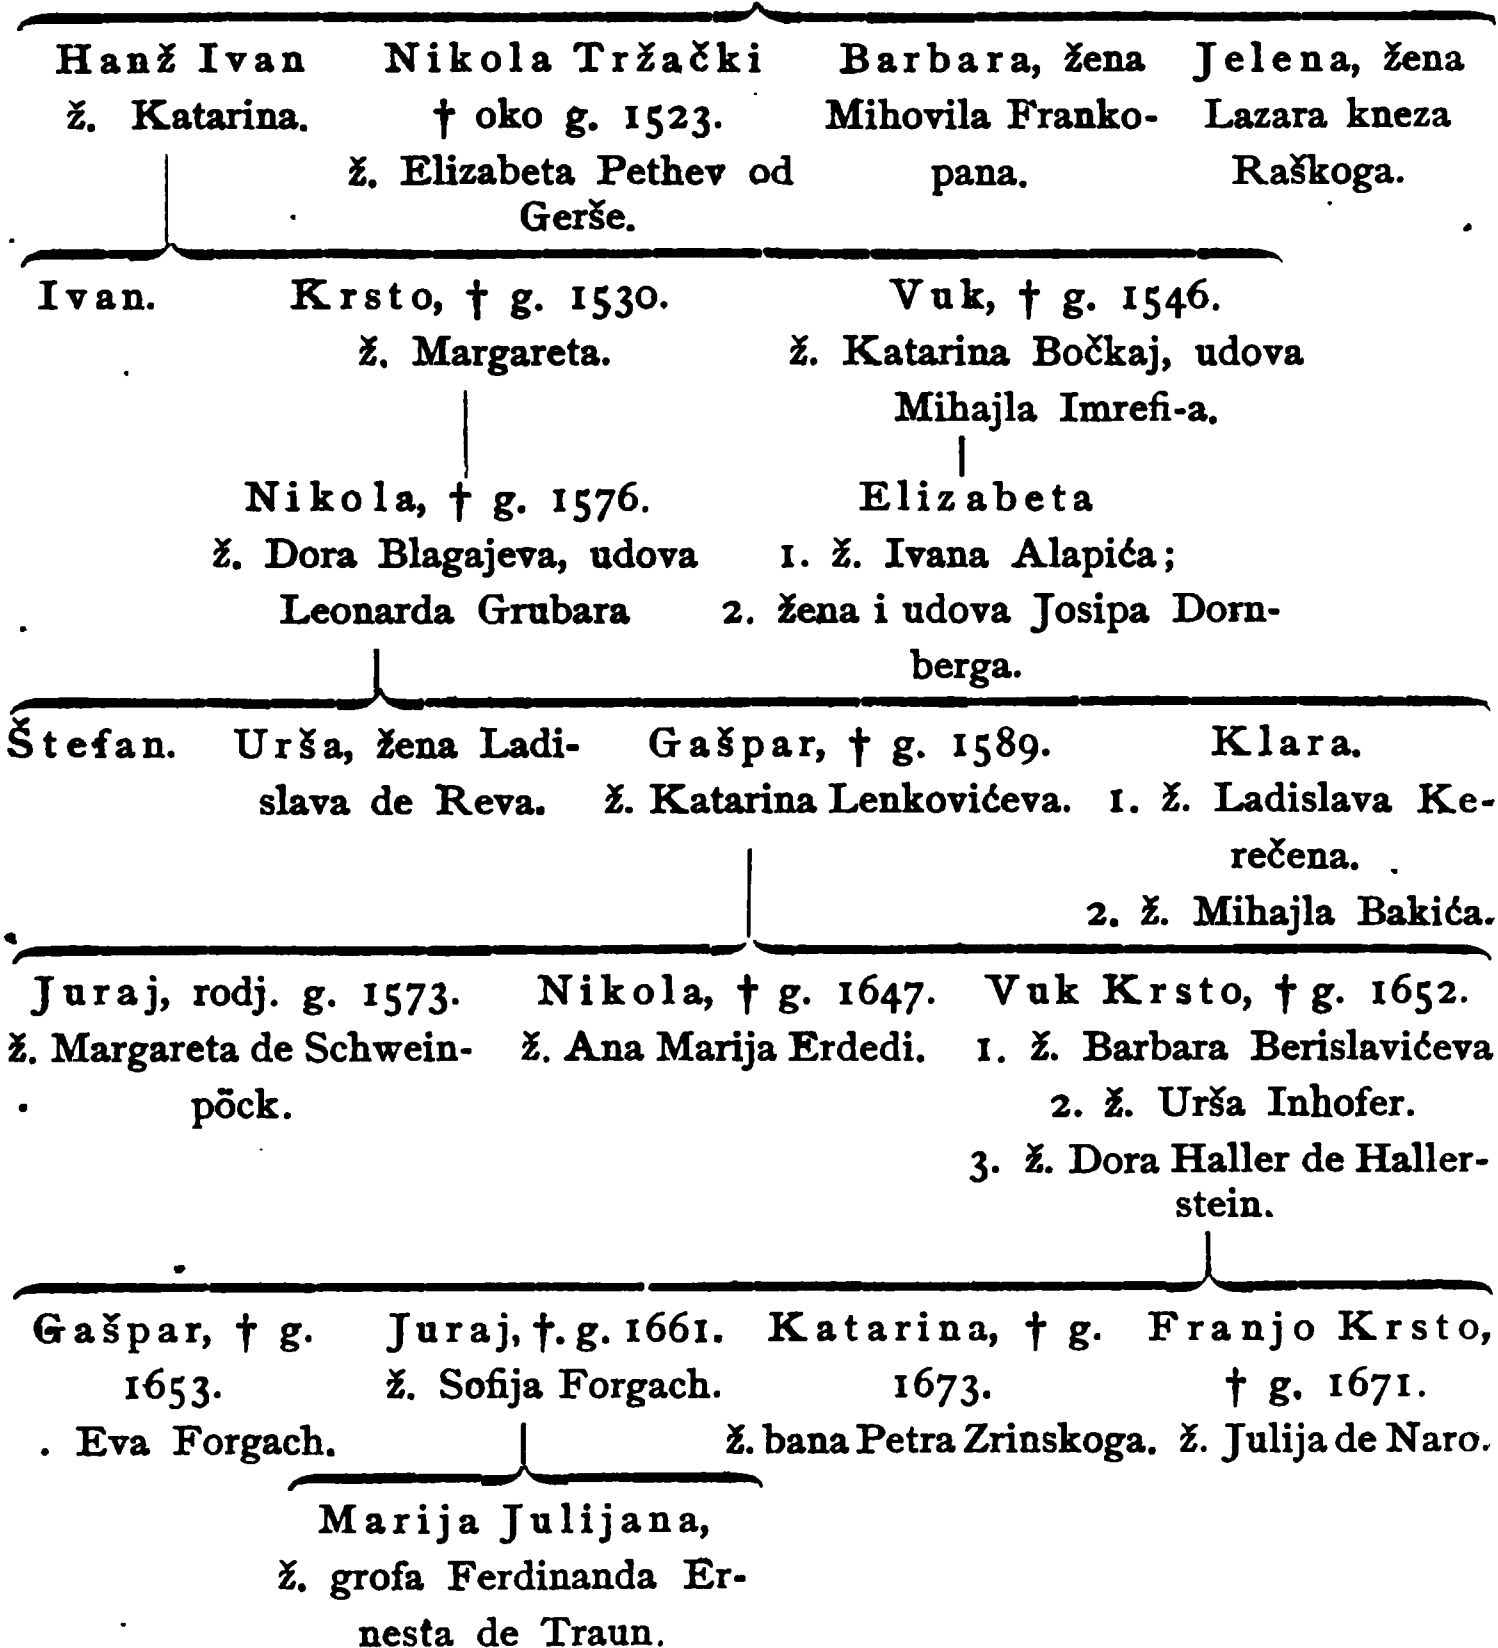 Hanž Ivan
ž. Katarina.
Nikola Tržački
† oko g. 1523.
ž. Elizabeta Pethev od
Gerše.
Barbara, žena
Mihovila Franko-
pana.
Jelena, žena
Lazara kneza
Raškoga.
Ivan.
Krsto, † g. 1530.
ž. Margareta.
Vuk, † g. 1546.
ž. Katarina Bočkaj, udova
Mihajla Imrefi-a.
Nikola, † g. 1576.
ž. Dora Blagajeva, udova
Leonarda Grubara
Elizabeta
1. ž. Ivana Alapića;
2. žena i udova Josipa Dorn-
berga.
Štefan.
Urša, žena Ladi-
slava de Reva.
Gašpar, † g. 1589.
ž. Katarina Lenkovićeva.
Klara.
1. ž. Ladislava Ke-
rečena.
2. ž. Mihajla Bakića.
Juraj, rodj. g. 1573.
ž. Margareta de Schwein-
pöck.
Nikola, † g. 1647.
ž. Ana Marija Erdedi.
Vuk Krsto, † g. 1652.
1. ž. Barbara Berislavićeva
2. ž. Urša Inhofer.
3. ž. Dora Haller de Haller-
stein.
Gašpar, † g.
1653.
. Eva Forgach.
Juraj, †. g. 1661.
ž. Sofija Forgach.
Katarina, † g.
1673.
ž. bana Petra Zrinskoga.
Franjo Krsto,
† g. 1671.
ž. Julija de Naro.
Marija Julijana,
ž. grofa Ferdinanda Er-
nesta de Traun.